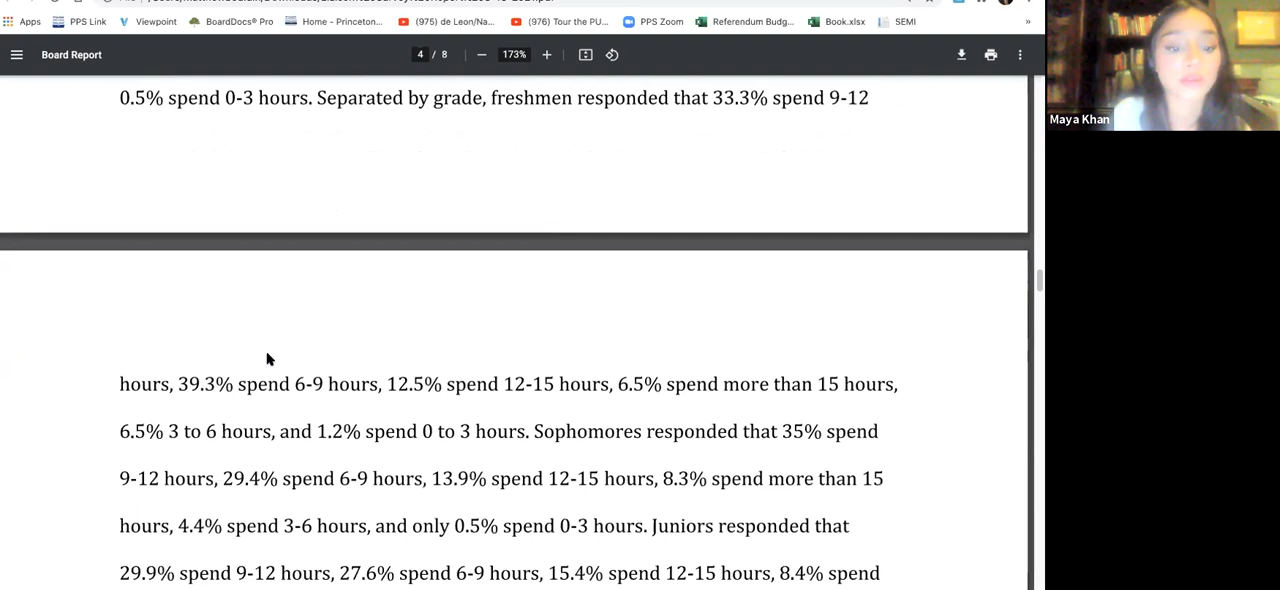 Apps PPS Link Viewpoint BoardDocs® Pro Home - Princeton... (975) de Leon/Na... (976) Tour the PU... PPS Zoom Referendum Budg... Book.xlsx SEMI »
Board Report 4 / 8 — 173% +
Maya Khan
0.5% spend 0-3 hours. Separated by grade, freshmen responded that 33.3% spend 9-12
hours, 39.3% spend 6-9 hours, 12.5% spend 12-15 hours, 6.5% spend more than 15 hours,
6.5% 3 to 6 hours, and 1.2% spend 0 to 3 hours. Sophomores responded that 35% spend
9-12 hours, 29.4% spend 6-9 hours, 13.9% spend 12-15 hours, 8.3% spend more than 15
hours, 4.4% spend 3-6 hours, and only 0.5% spend 0-3 hours. Juniors responded that
29.9% spend 9-12 hours, 27.6% spend 6-9 hours, 15.4% spend 12-15 hours, 8.4% spend